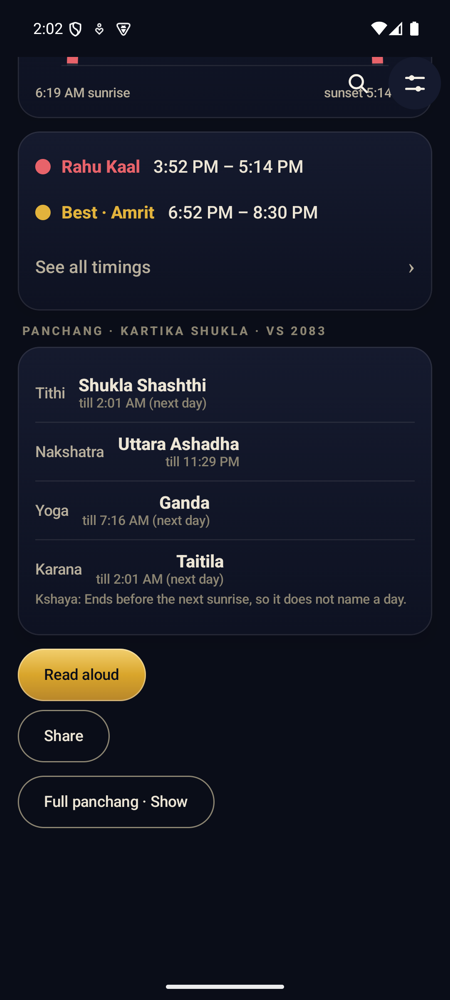 2:02
6:19 AM sunrise
sunset 5:14
Rahu Kaal 3:52 PM – 5:14 PM
Best · Amrit 6:52 PM – 8:30 PM
See all timings ›
PANCHANG · KARTIKA SHUKLA · VS 2083
Tithi Shukla Shashthi
till 2:01 AM (next day)
Nakshatra Uttara Ashadha
till 11:29 PM
Yoga Ganda
till 7:16 AM (next day)
Karana Taitila
till 2:01 AM (next day)
Kshaya: Ends before the next sunrise, so it does not name a day.
Read aloud
Share
Full panchang · Show